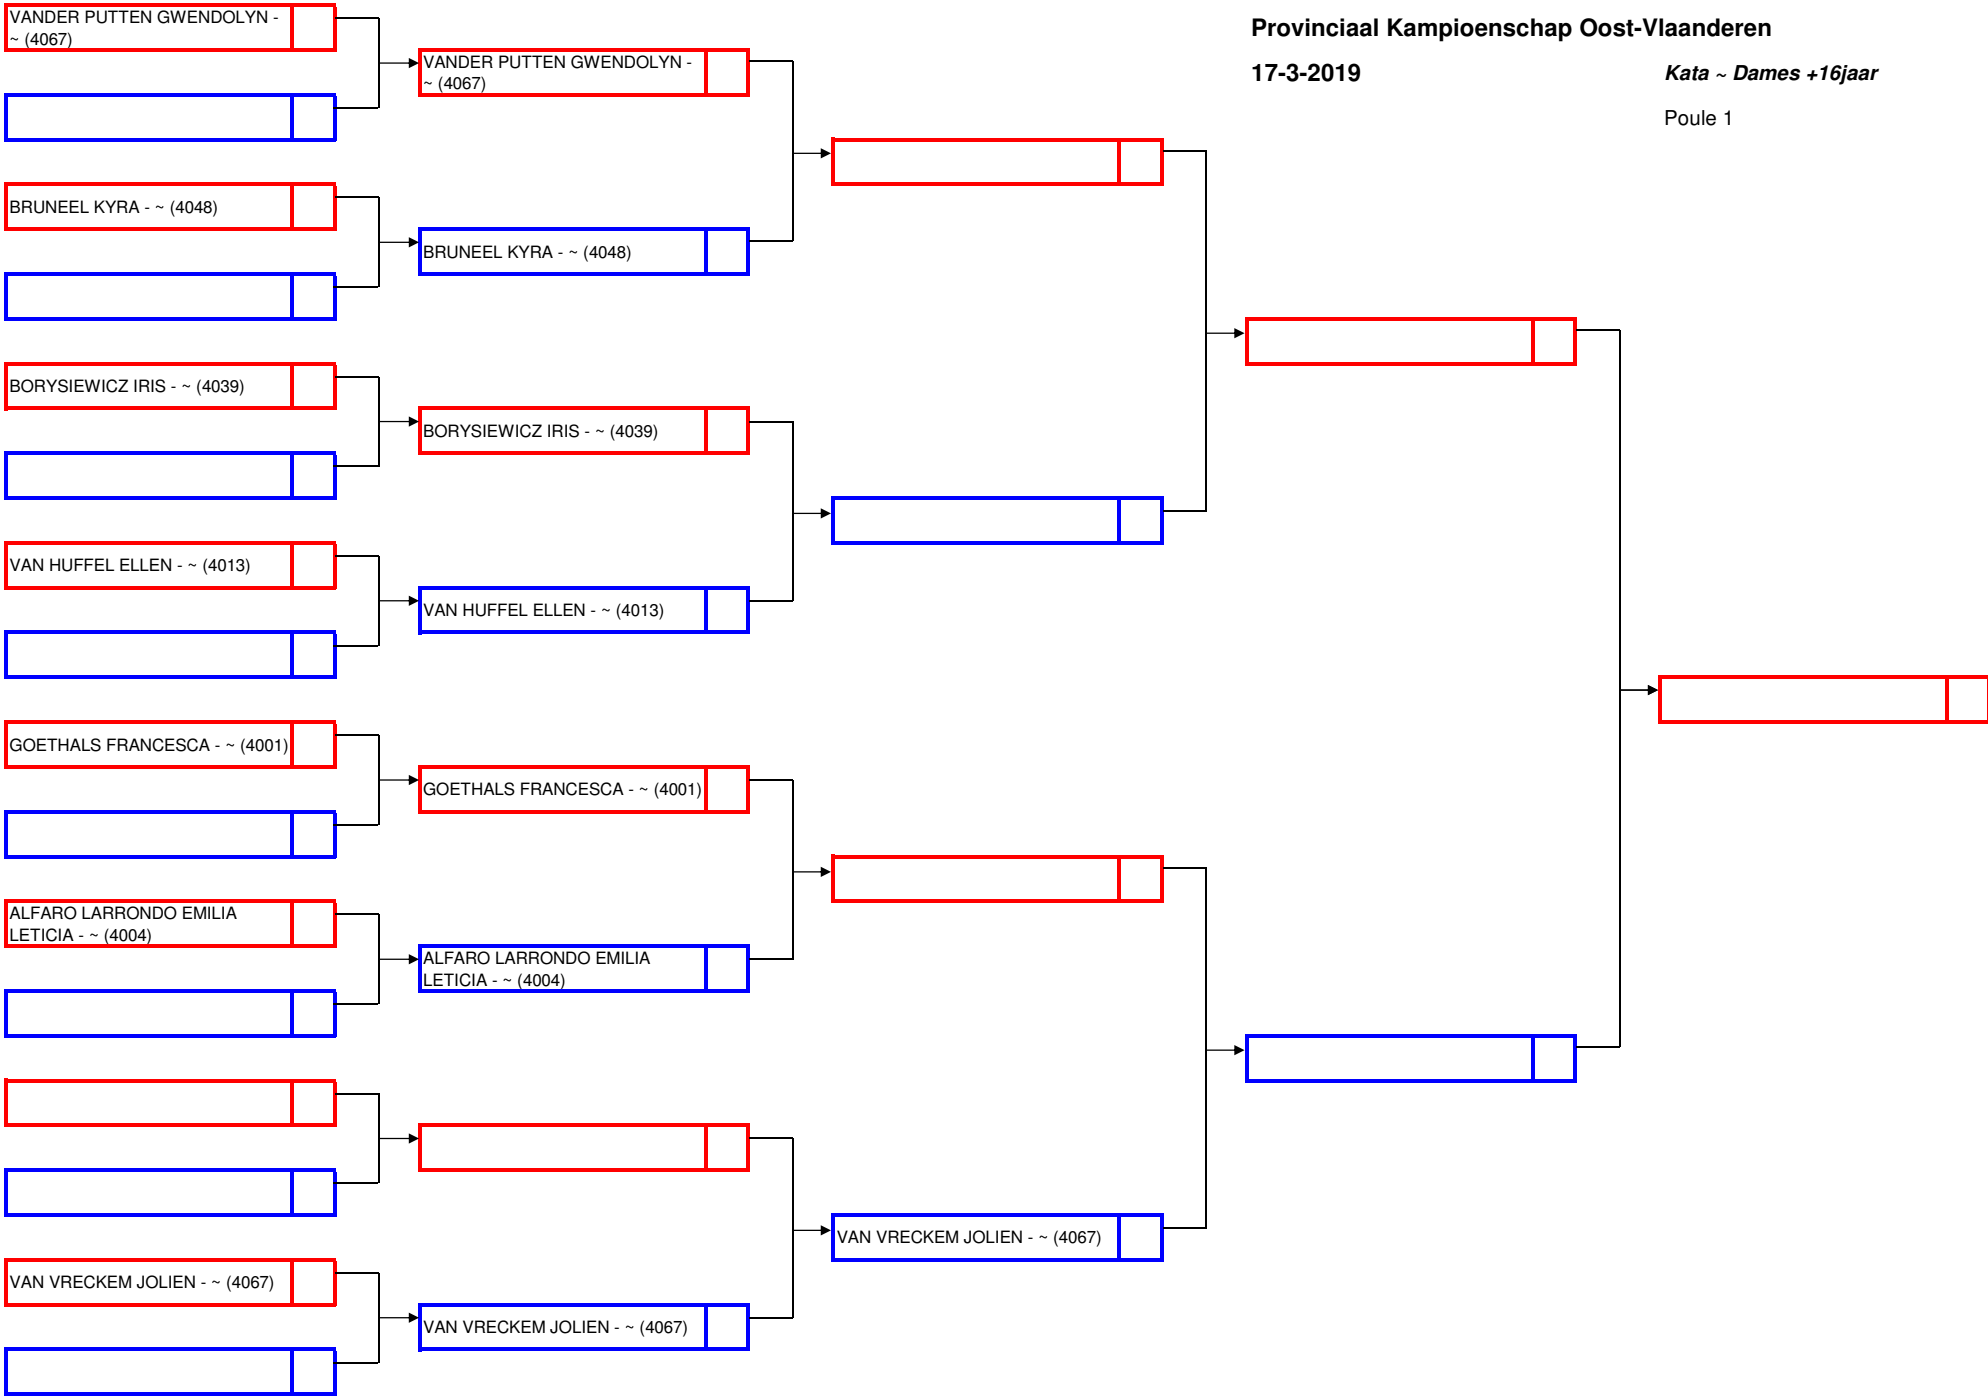 Provinciaal Kampioenschap Oost-Vlaanderen
17-3-2019
Kata ~ Dames +16jaar
Poule 1
VANDER PUTTEN GWENDOLYN -
~ (4067)
BRUNEEL KYRA - ~ (4048)
BORYSIEWICZ IRIS - ~ (4039)
VAN HUFFEL ELLEN - ~ (4013)
GOETHALS FRANCESCA - ~ (4001)
ALFARO LARRONDO EMILIA
LETICIA - ~ (4004)
VAN VRECKEM JOLIEN - ~ (4067)
VANDER PUTTEN GWENDOLYN -
~ (4067)
BRUNEEL KYRA - ~ (4048)
BORYSIEWICZ IRIS - ~ (4039)
VAN HUFFEL ELLEN - ~ (4013)
GOETHALS FRANCESCA - ~ (4001)
ALFARO LARRONDO EMILIA
LETICIA - ~ (4004)
VAN VRECKEM JOLIEN - ~ (4067)
VAN VRECKEM JOLIEN - ~ (4067)